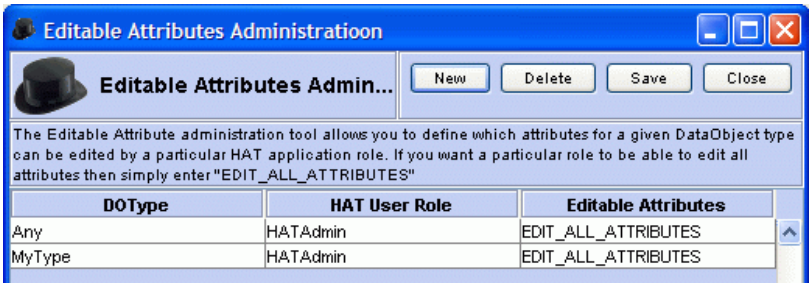 Editable Attributes Administratioon
Editable Attributes Admin...
New Delete Save Close
The Editable Attribute administration tool allows you to define which attributes for a given DataObject type
can be edited by a particular HAT application role. If you want a particular role to be able to edit all
attributes then simply enter "EDIT_ALL_ATTRIBUTES"
DOType HAT User Role Editable Attributes
Any HATAdmin EDIT_ALL_ATTRIBUTES
MyType HATAdmin EDIT_ALL_ATTRIBUTES